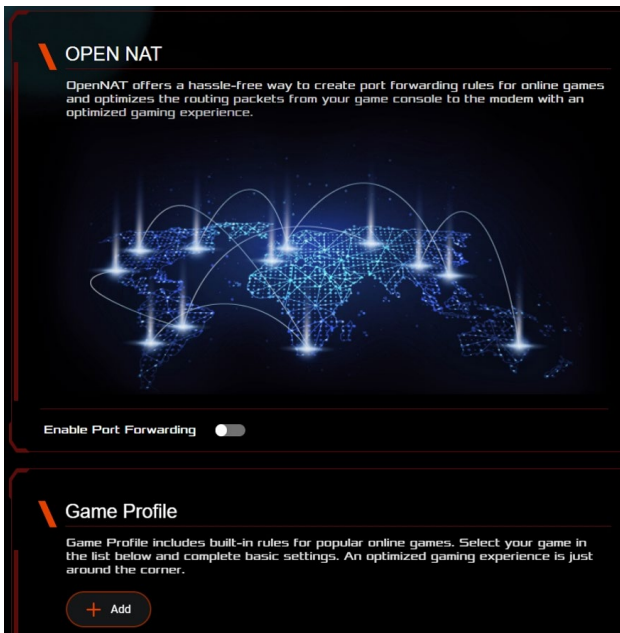 OPEN NAT
OpenNAT offers a hassle-free way to create port forwarding rules for online games
and optimizes the routing packets from your game console to the modem with an
optimized gaming experience.
Enable Port Forwarding
Game Profile
Game Profile includes built-in rules for popular online games. Select your game in
the list below and complete basic settings. An optimized gaming experience is just
around the corner.
+ Add